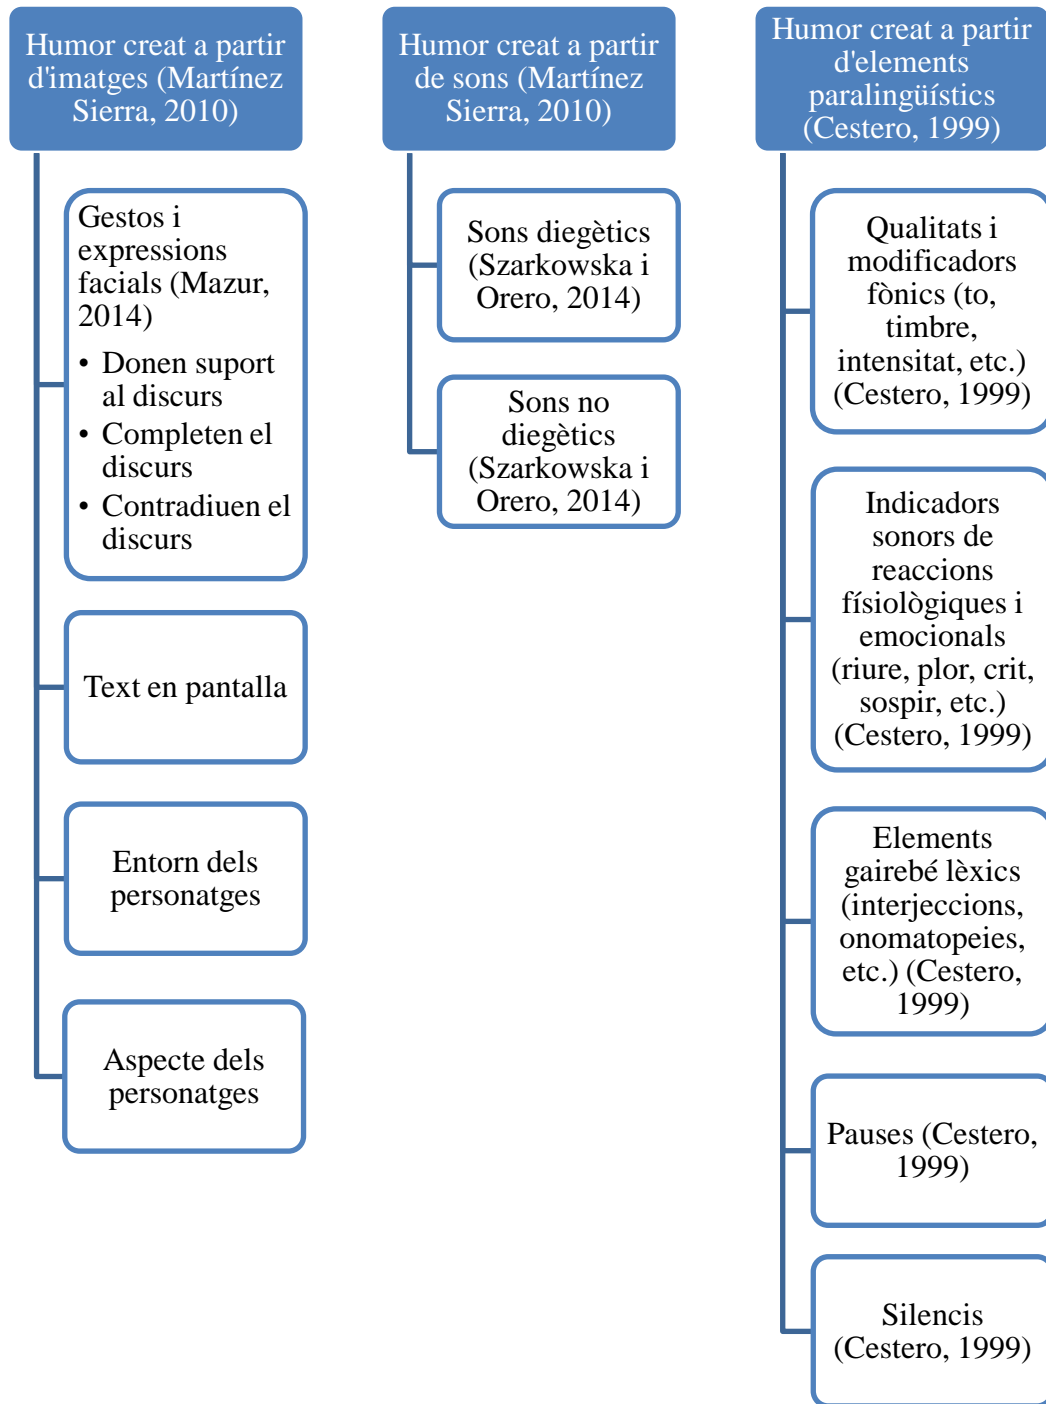 Humor creat a partir
d'imatges (Martínez
Sierra, 2010)
Gestos i
expressions
facials (Mazur,
2014)
• Donen suport
al discurs
• Completen el
discurs
• Contradiuen el
discurs
Text en pantalla
Entorn dels
personatges
Aspecte dels
personatges
Humor creat a partir
de sons (Martínez
Sierra, 2010)
Sons diegètics
(Szarkowska i
Orero, 2014)
Sons no
diegètics
(Szarkowska i
Orero, 2014)
Humor creat a partir
d'elements
paralingüístics
(Cestero, 1999)
Qualitats i
modificadors
fònics (to,
timbre,
intensitat, etc.)
(Cestero, 1999)
Indicadors
sonors de
reaccions
físiològiques i
emocionals
(riure, plor, crit,
sospir, etc.)
(Cestero, 1999)
Elements
gairebé lèxics
(interjeccions,
onomatopeies,
etc.) (Cestero,
1999)
Pauses (Cestero,
1999)
Silencis
(Cestero, 1999)